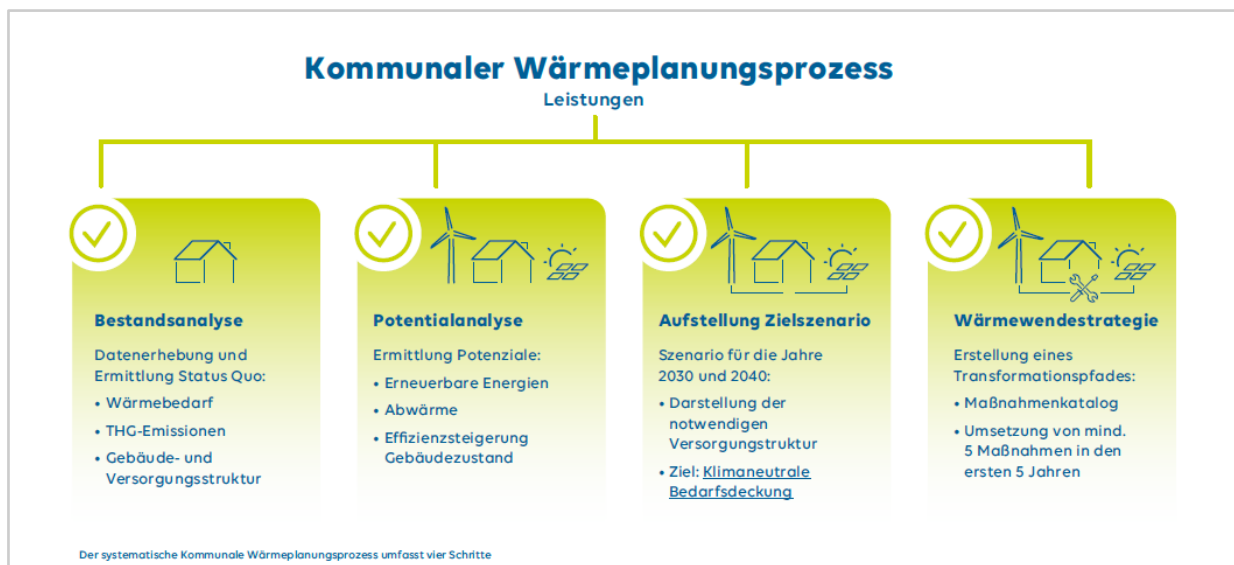 Kommunaler Wärmeplanungsprozess
Leistungen
Bestandsanalyse
Datenerhebung und
Ermittlung Status Quo:
• Wärmebedarf
• THG-Emissionen
• Gebäude- und
Versorgungsstruktur
Potentialanalyse
Ermittlung Potenziale:
• Erneuerbare Energien
• Abwärme
• Effizienzsteigerung
Gebäudezustand
Aufstellung Zielszenario
Szenario für die Jahre
2030 und 2040:
• Darstellung der
notwendigen
Versorgungstruktur
• Ziel: Klimaneutrale
Bedarfsdeckung
Wärmewendestrategie
Erstellung eines
Transformationspfades:
• Maßnahmenkatalog
• Umsetzung von mind.
5 Maßnahmen in den
ersten 5 Jahren
Der systematische Kommunale Wärmeplanungsprozess umfasst vier Schritte